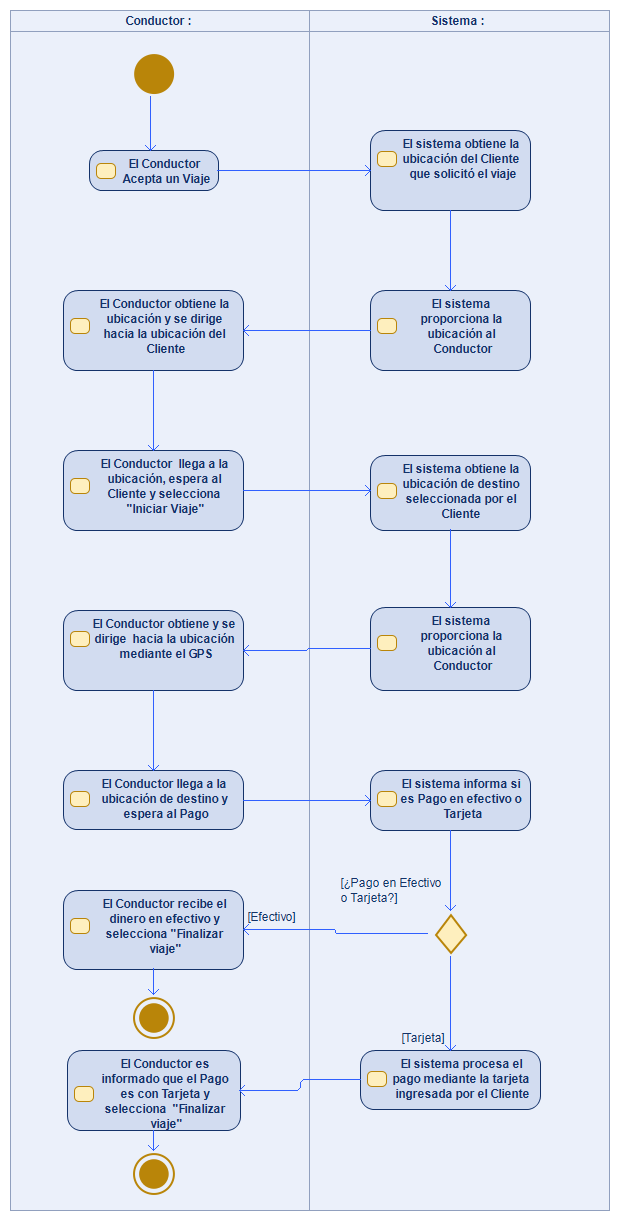 Conductor :
Sistema :
El Conductor
Acepta un Viaje
El sistema obtiene la
ubicación del Cliente
que solicitó el viaje
El sistema
proporciona la
ubicación al
Conductor
El Conductor obtiene la
ubicación y se dirige
hacia la ubicación del
Cliente
El Conductor  llega a la
ubicación, espera al
Cliente y selecciona
"Iniciar Viaje"
El sistema obtiene la
ubicación de destino
seleccionada por el
Cliente
El sistema
proporciona la
ubicación al
Conductor
El Conductor obtiene y se
dirige  hacia la ubicación
mediante el GPS
El Conductor llega a la
ubicación de destino y
espera al Pago
El sistema informa si
es Pago en efectivo o
Tarjeta
[¿Pago en Efectivo
o Tarjeta?]
[Efectivo]
El Conductor recibe el
dinero en efectivo y
selecciona "Finalizar
viaje"
[Tarjeta]
El sistema procesa el
pago mediante la tarjeta
ingresada por el Cliente
El Conductor es
informado que el Pago
es con Tarjeta y
selecciona  "Finalizar
viaje"